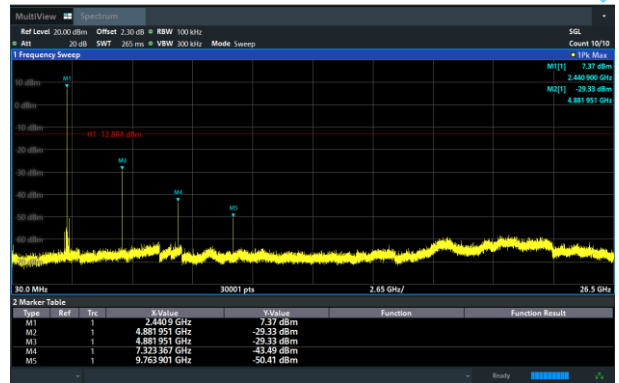 MultiView Spectrum
Ref Level 20.00 dBm Offset 2.30 dB RBW 100 kHz SGL
Att 20 dB SWT 265 ms VBW 300 kHz Mode Sweep Count 10/10
1 Frequency Sweep 1Pk Max
M1[1] 7.37 dBm
2.440 900 GHz
M2[1] -29.33 dBm
4.881 951 GHz
M1
10 dBm
0 dBm
-10 dBm
H1 -12.884 dBm
-20 dBm
M3
-30 dBm
M4
-40 dBm
M5
-50 dBm
-60 dBm
30.0 MHz 30001 pts 2.65 GHz/ 26.5 GHz
2 Marker Table
Type Ref Trc X-Value Y-Value Function Function Result
M1 1 2.4409 GHz 7.37 dBm
M2 1 4.881 951 GHz -29.33 dBm
M3 1 4.881 951 GHz -29.33 dBm
M4 1 7.323 367 GHz -43.49 dBm
M5 1 9.763 901 GHz -50.41 dBm
Ready